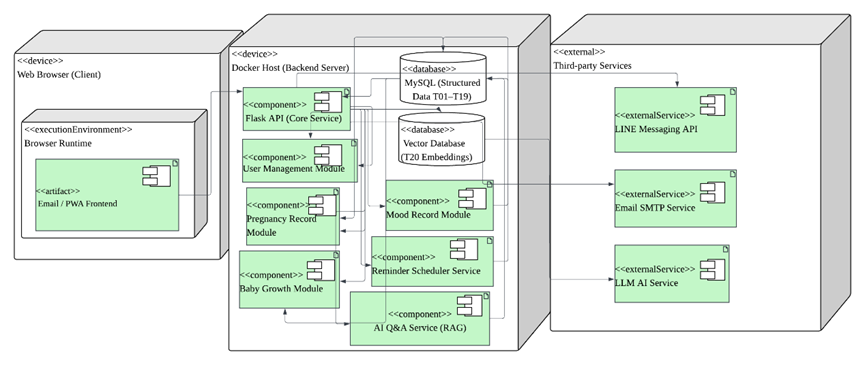 <<device>>
Web Browser (Client)
<<executionEnvironment>>
Browser Runtime
<<artifact>>
Email / PWA Frontend
<<device>>
Docker Host (Backend Server)
<<database>>
MySQL (Structured
Data T01–T19)
<<component>>
Flask API (Core Service)
<<database>>
Vector Database
(T20 Embeddings)
<<component>>
User Management Module
<<component>>
Pregnancy Record
Module
<<component>>
Mood Record Module
<<component>>
Reminder Scheduler Service
<<component>>
Baby Growth Module
<<component>>
AI Q&A Service (RAG)
<<external>>
Third-party Services
<<externalService>>
LINE Messaging API
<<externalService>>
Email SMTP Service
<<externalService>>
LLM AI Service